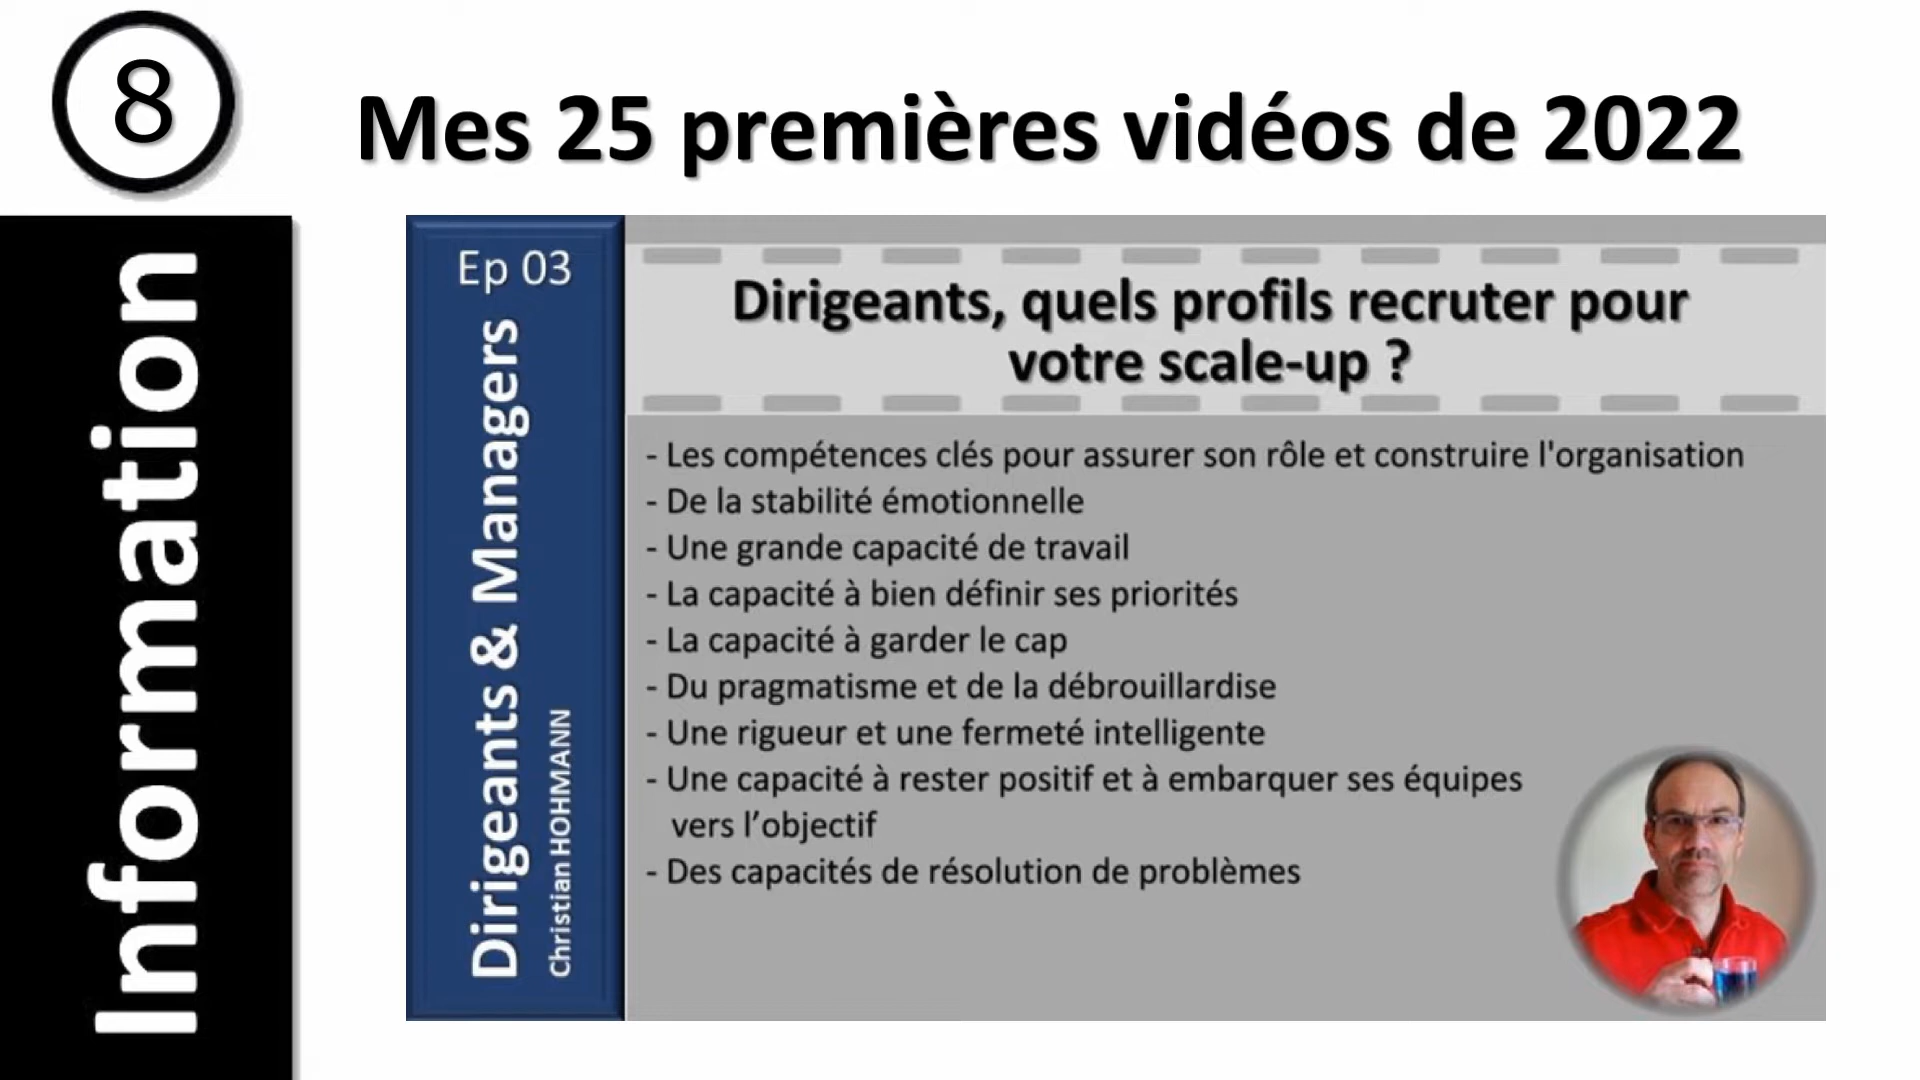 8
Mes 25 premières vidéos de 2022
Information
Ep 03
Dirigeants & Managers
Christian HOHMANN
Dirigeants, quels profils recruter pour
votre scale-up ?
- Les compétences clés pour assurer son rôle et construire l'organisation
- De la stabilité émotionnelle
- Une grande capacité de travail
- La capacité à bien définir ses priorités
- La capacité à garder le cap
- Du pragmatisme et de la débrouillardise
- Une rigueur et une fermeté intelligente
- Une capacité à rester positif et à embarquer ses équipes
vers l’objectif
- Des capacités de résolution de problèmes